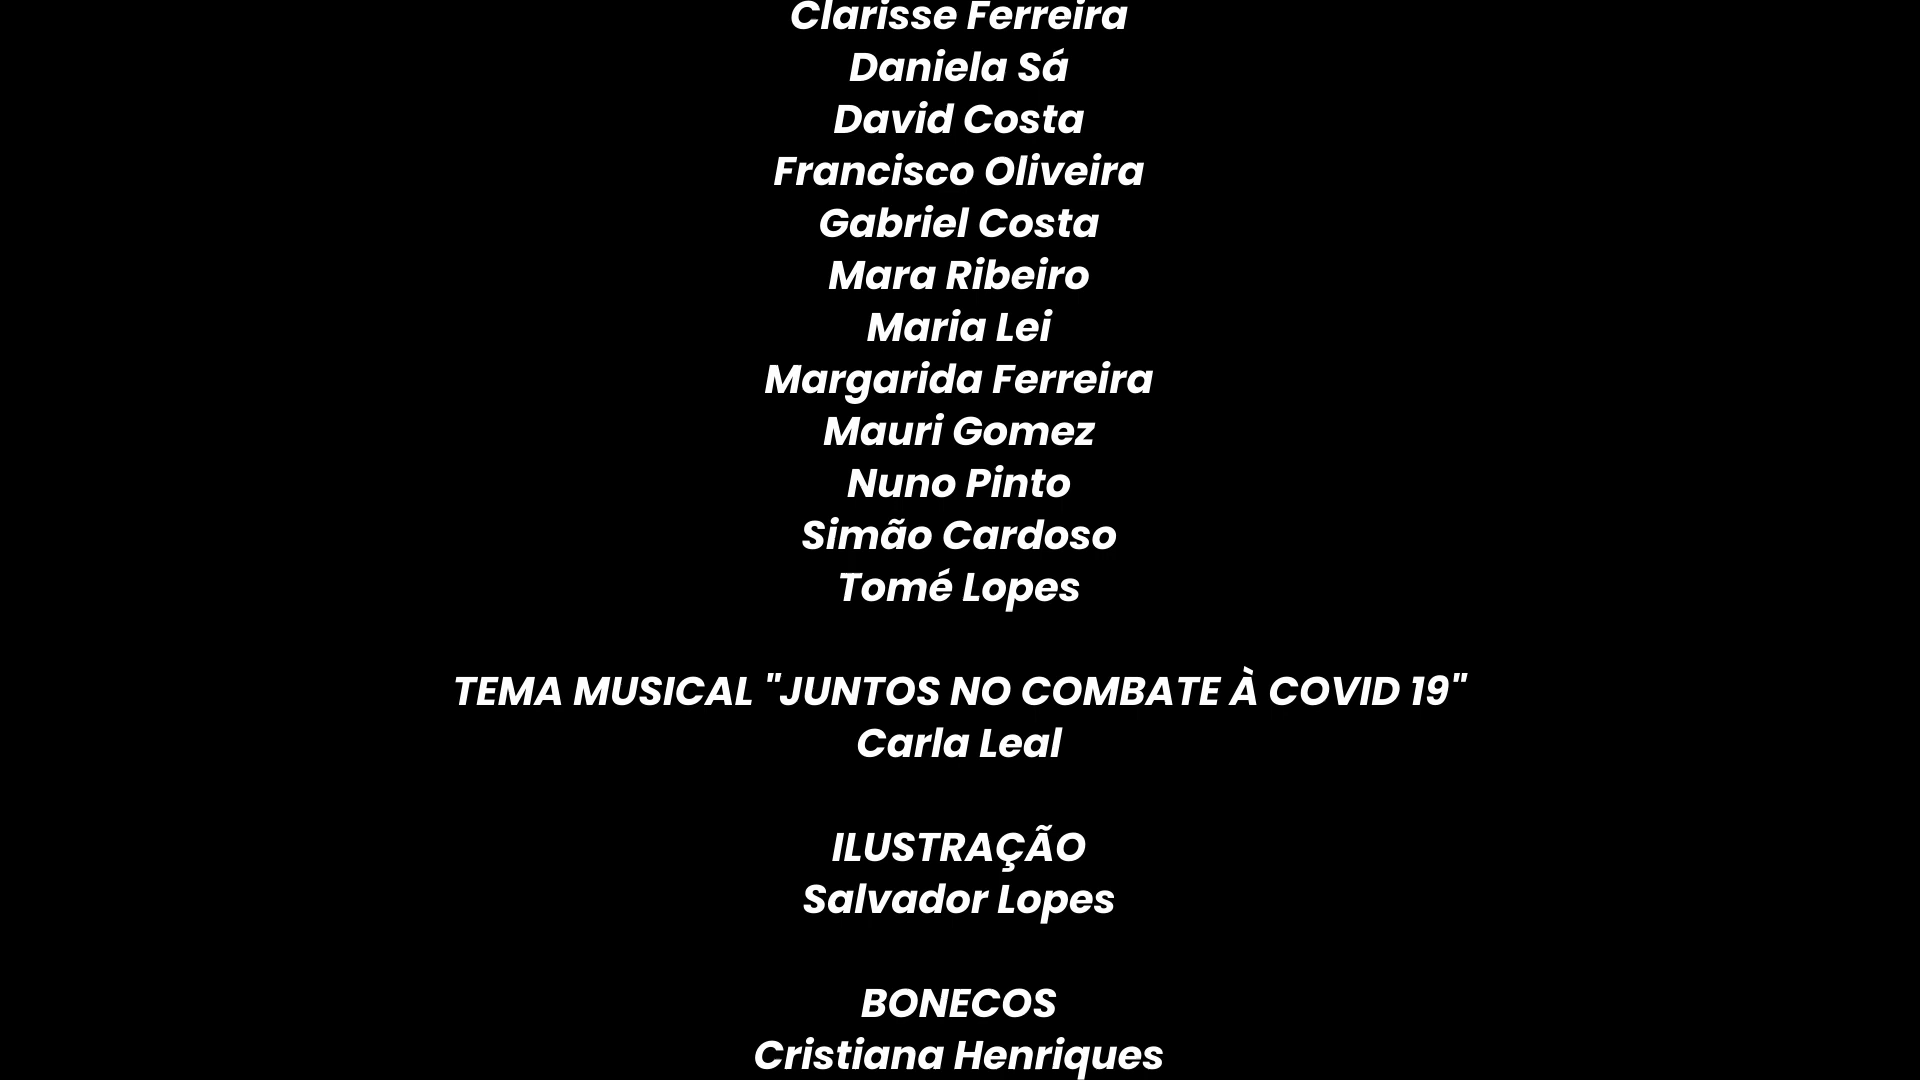 Clarisse Ferreira
Daniela Sá
David Costa
Francisco Oliveira
Gabriel Costa
Mara Ribeiro
Maria Lei
Margarida Ferreira
Mauri Gomez
Nuno Pinto
Simão Cardoso
Tomé Lopes
TEMA MUSICAL "JUNTOS NO COMBATE À COVID 19"
Carla Leal
ILUSTRAÇÃO
Salvador Lopes
BONECOS
Cristiana Henriques